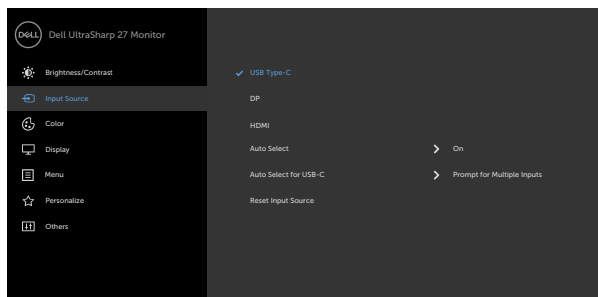 DELL Dell UltraSharp 27 Monitor
Brightness/Contrast
USB Type-C
Input Source
DP
Color
HDMI
Display
Auto Select On
Menu
Auto Select for USB-C Prompt for Multiple Inputs
Personalize
Reset Input Source
Others